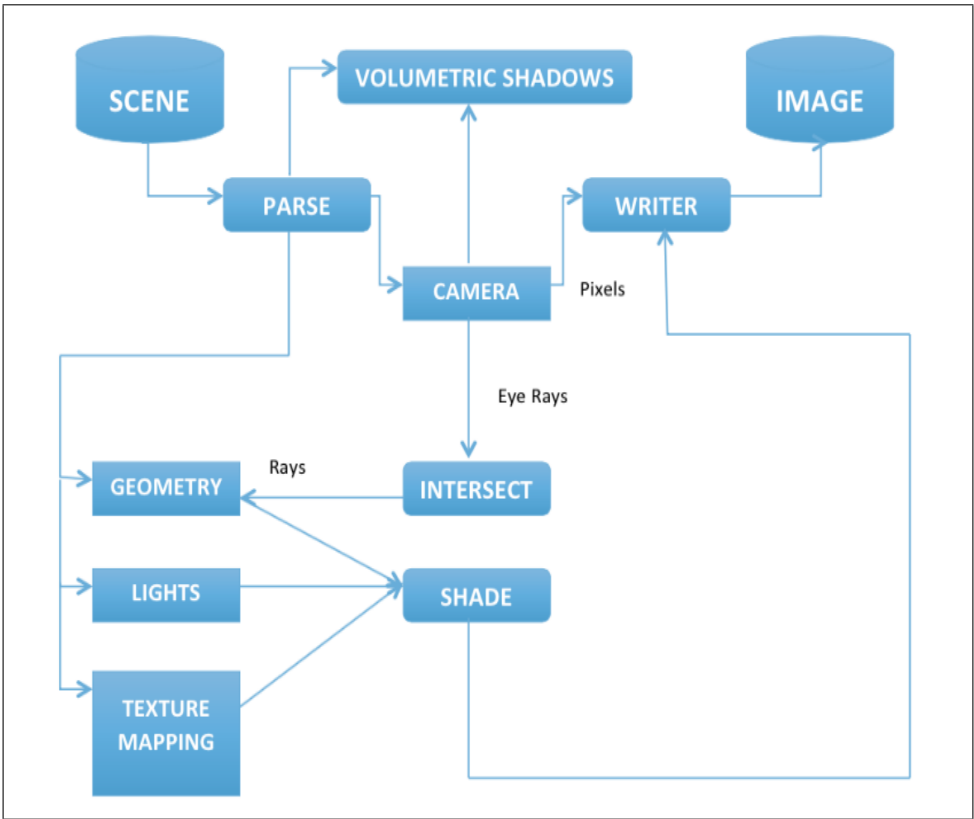 SCENE
VOLUMETRIC SHADOWS
IMAGE
PARSE
WRITER
CAMERA
Pixels
Eye Rays
Rays
GEOMETRY
INTERSECT
LIGHTS
SHADE
TEXTURE
MAPPING